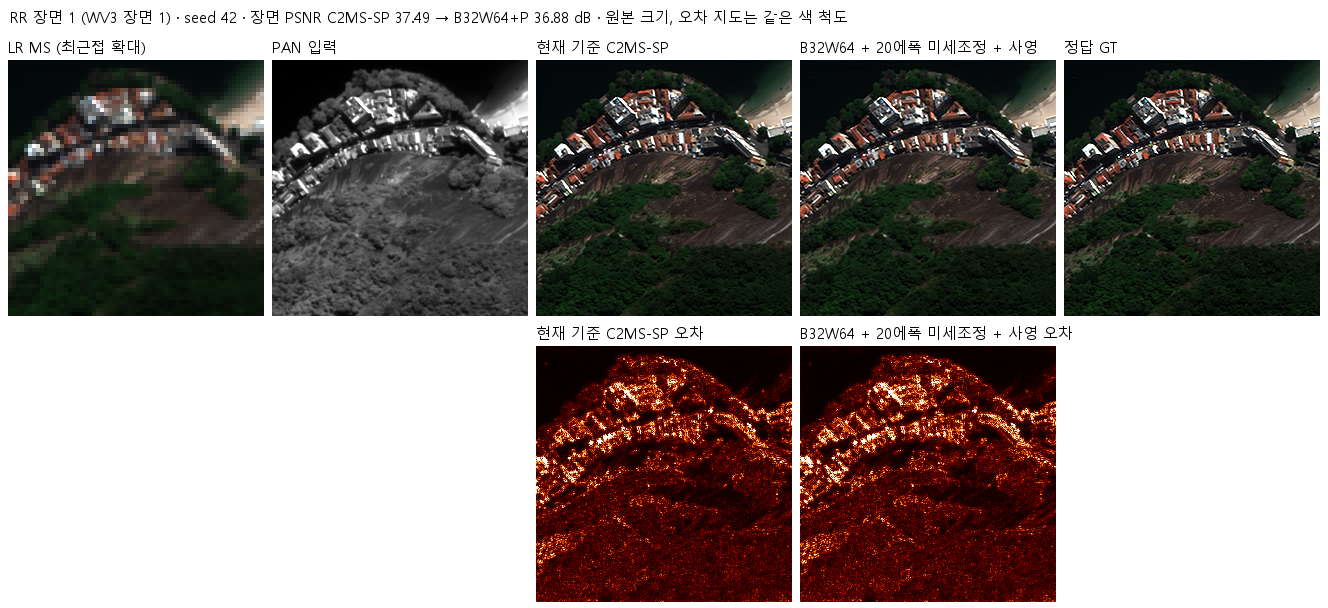 RR 장면 1 (WV3 장면 1) · seed 42 · 장면 PSNR C2MS-SP 37.49 → B32W64+P 36.88 dB · 원본 크기, 오차 지도는 같은 색 척도
LR MS (최근접 확대)
PAN 입력
현재 기준 C2MS-SP
B32W64 + 20에폭 미세조정 + 사영
정답 GT
현재 기준 C2MS-SP 오차
B32W64 + 20에폭 미세조정 + 사영 오차